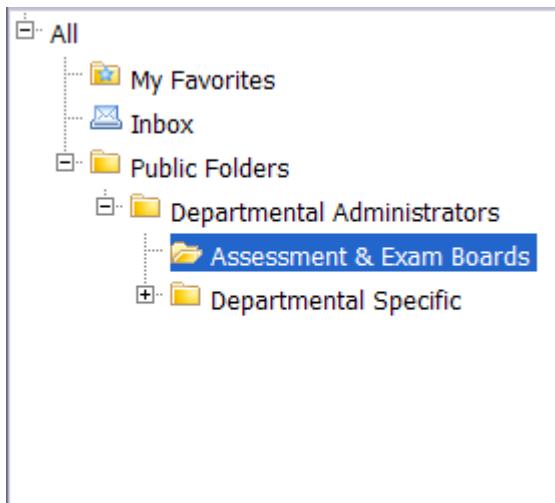 All
My Favorites
Inbox
Public Folders
Departmental Administrators
Assessment & Exam Boards
Departmental Specific